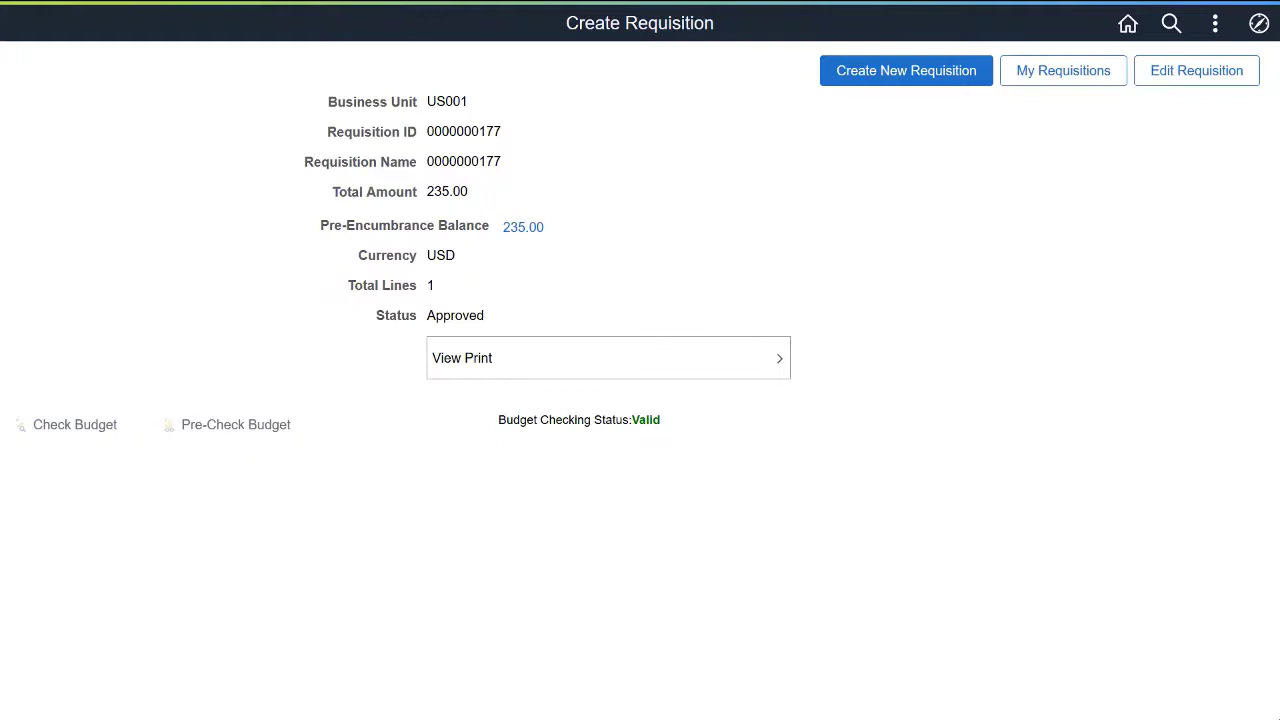 Create Requisition
Create New Requisition
My Requisitions
Edit Requisition
Business Unit US001
Requisition ID 0000000177
Requisition Name 0000000177
Total Amount 235.00
Pre-Encumbrance Balance 235.00
Currency USD
Total Lines 1
Status Approved
View Print
Check Budget
Pre-Check Budget
Budget Checking Status:Valid